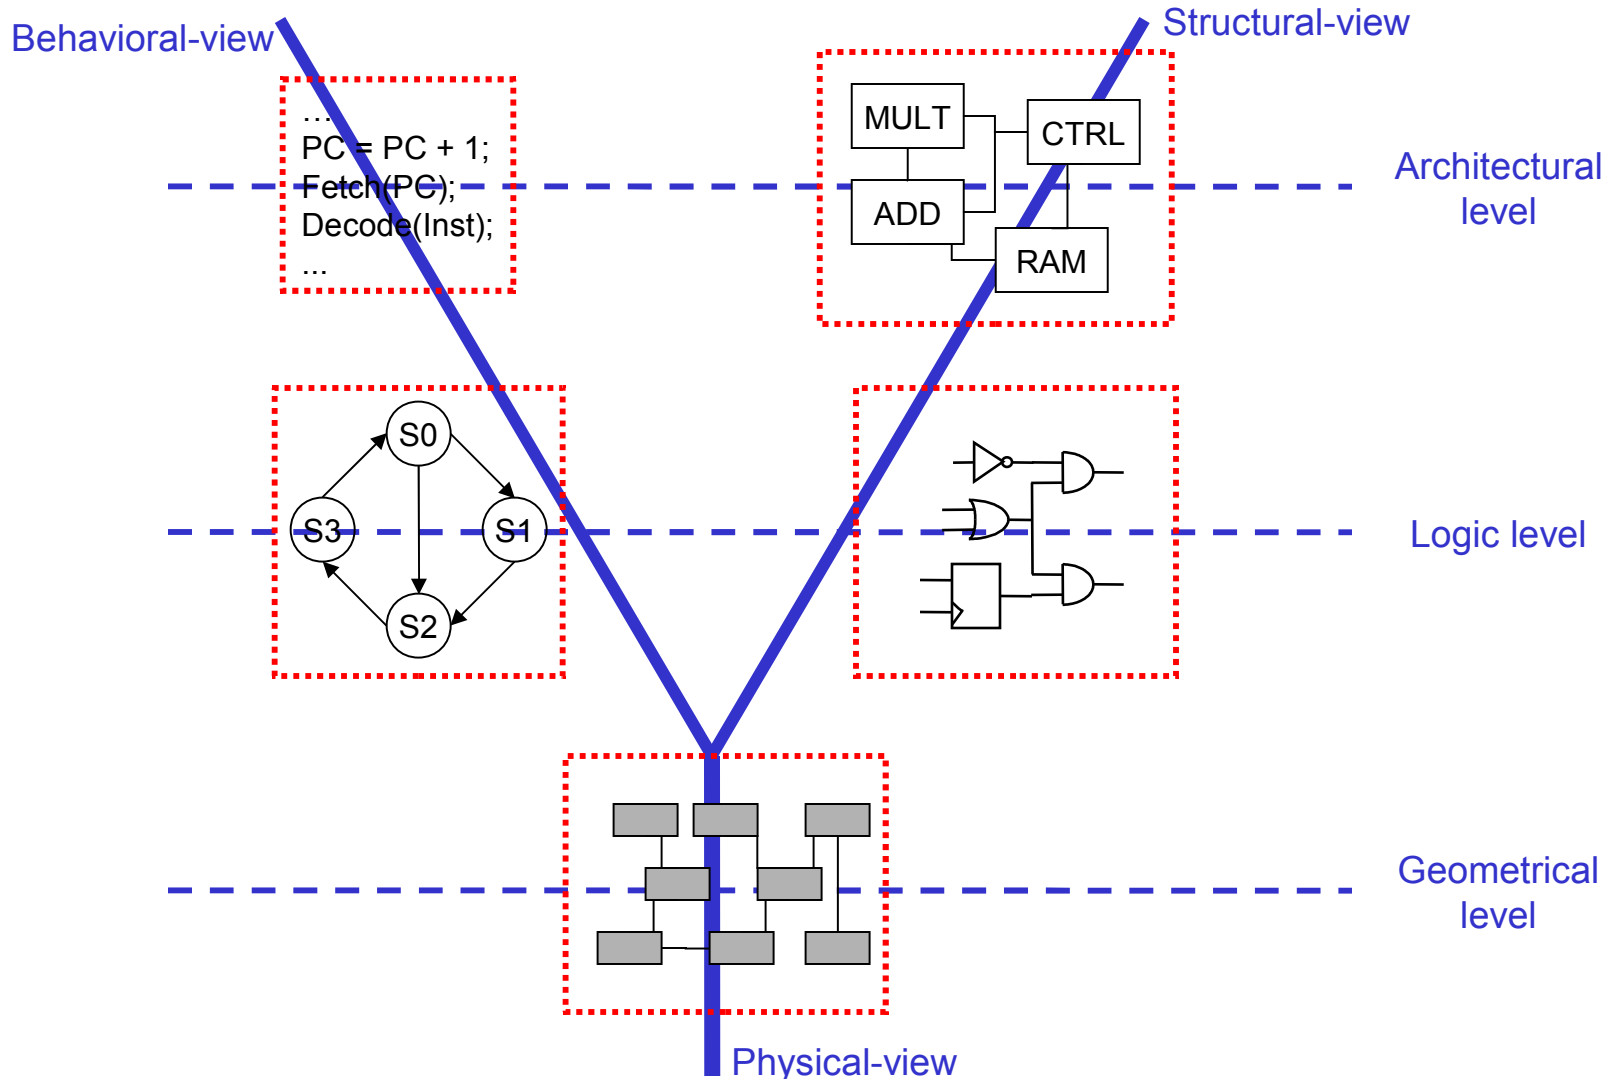 Behavioral-view
Structural-view
...
PC = PC + 1;
Fetch(PC);
Decode(Inst);
...
MULT
CTRL
ADD
RAM
Architectural
level
S0
S3
S1
S2
Logic level
Geometrical
level
Physical-view